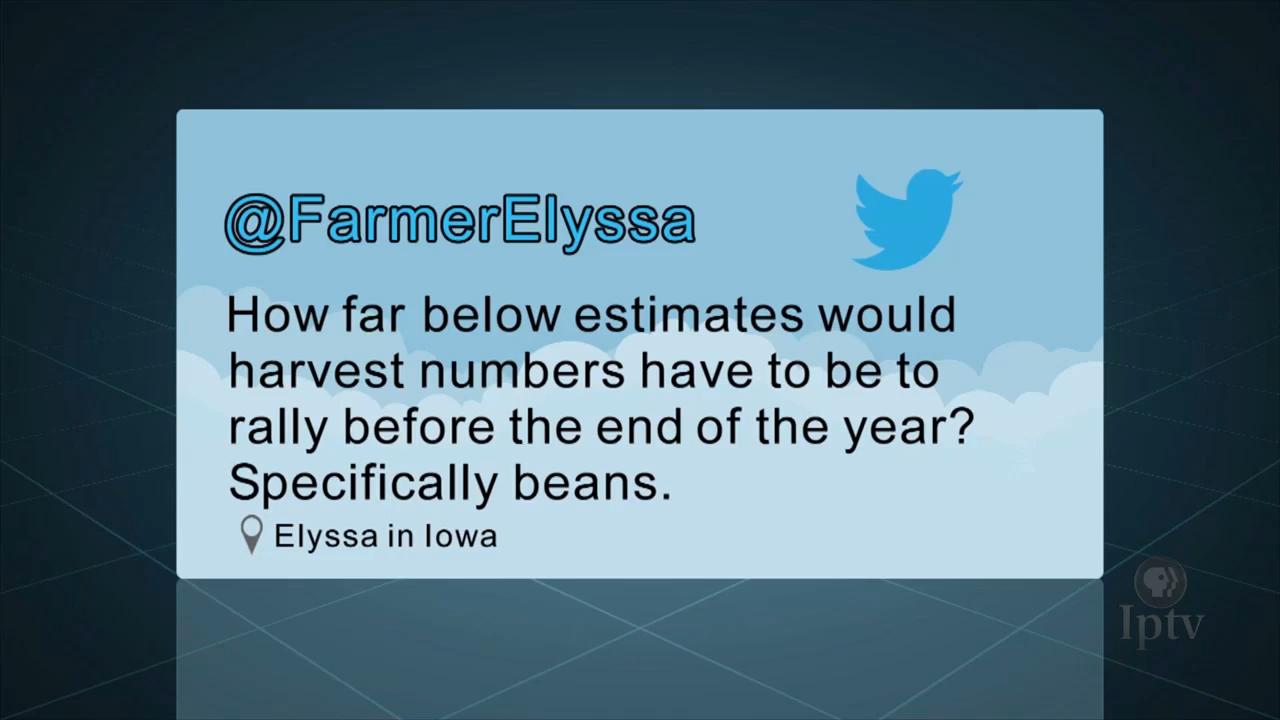 @FarmerElyssa
How far below estimates would
harvest numbers have to be to
rally before the end of the year?
Specifically beans.
Elyssa in Iowa
Iptv